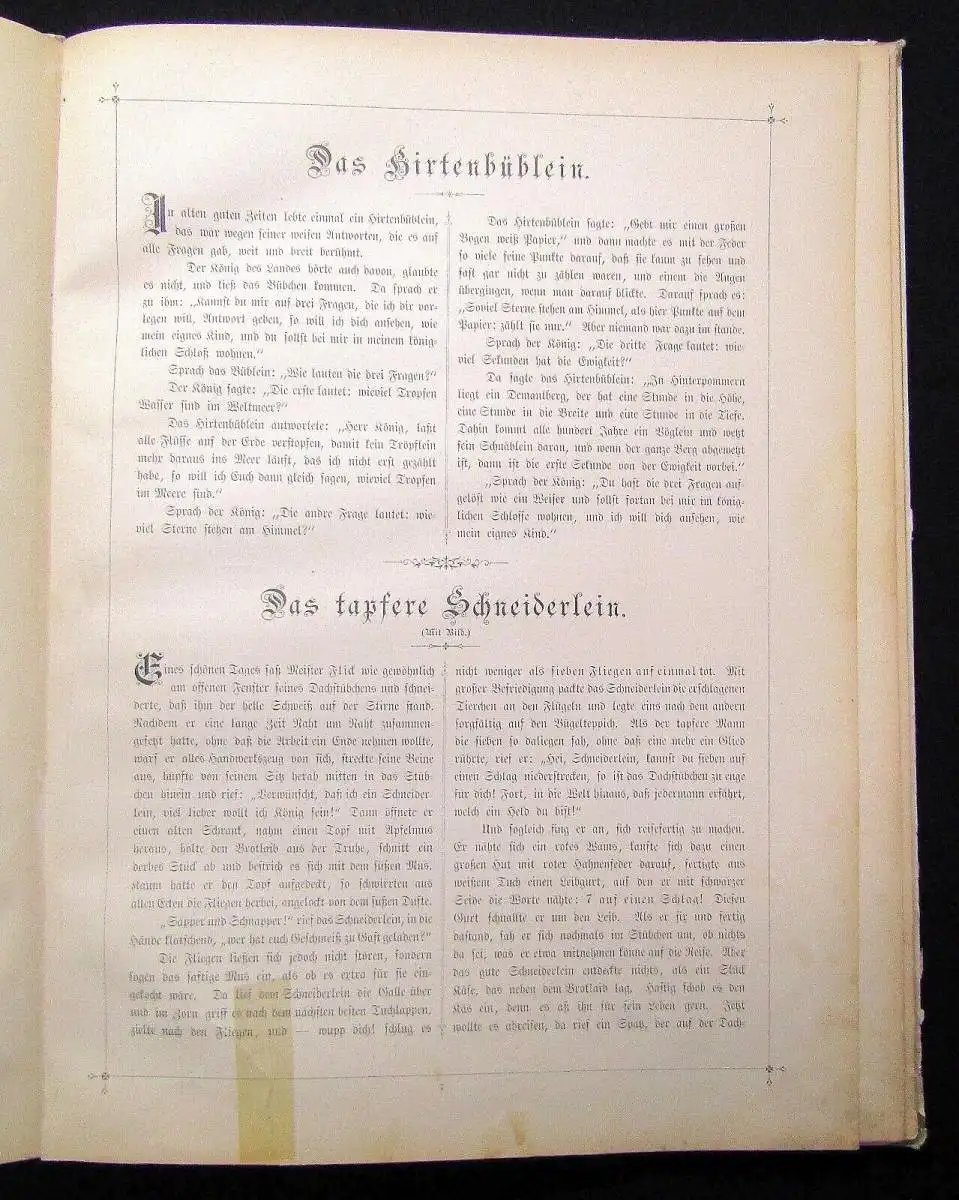 Das Hirtenbüblein.
In alten guten Zeiten lebte einmal ein Hirtenbüblein,
das war wegen seiner weisen Antworten, die es auf
alle Fragen gab, weit und breit berühmt.
Der König des Landes hörte auch davon, glaubte
es nicht, und ließ das Bübchen kommen. Da sprach er
zu ihm: „Kannst du mir auf drei Fragen, die ich dir vor-
legen will, Antwort geben, so will ich dich ansehen, wie
mein eignes Kind, und du sollst bei mir in meinem könig-
lichen Schloß wohnen."
Sprach das Büblein: „Wie lauten die drei Fragen?"
Der König sagte: „Die erste lautet: wieviel Tropfen
Wasser sind im Weltmeer?"
Das Hirtenbüblein antwortete: „Herr König, laßt
alle Flüsse auf der Erde verstopfen, damit kein Tröpflein
mehr daraus ins Meer läuft, das ich nicht erst gezählt
habe, so will ich Euch dann gleich sagen, wieviel Tropfen
im Meere sind."
Sprach der König: „Die andre Frage lautet: wie-
viel Sterne stehen am Himmel?"
Das Hirtenbüblein sagte: „Gebt mir einen großen
Bogen weiß Papier," und dann machte es mit der Feder
so viele feine Punkte darauf, daß sie kaum zu sehen und
fast gar nicht zu zählen waren, und einem die Augen
übergingen, wenn man darauf blickte. Darauf sprach es:
„Soviel Sterne stehen am Himmel, als hier Punkte auf dem
Papier: zählt sie nur." Aber niemand war dazu im stande.
Sprach der König: „Die dritte Frage lautet: wie-
viel Sekunden hat die Ewigkeit?"
Da sagte das Hirtenbüblein: „In Hinterpommern
liegt ein Demantberg, der hat eine Stunde in die Höhe,
eine Stunde in die Breite und eine Stunde in die Tiefe.
Dahin kommt alle hundert Jahre ein Vöglein und wetzt
sein Schnäblein daran, und wenn der ganze Berg abgewetzt
ist, dann ist die erste Sekunde von der Ewigkeit vorbei."
„Sprach der König: „Du hast die drei Fragen auf-
gelöst wie ein Weiser und sollst fortan bei mir im könig-
lichen Schlosse wohnen, und ich will dich ansehen, wie
mein eignes Kind."
Das tapfere Schneiderlein.
(Mit Bild.)
Eines schönen Tages saß Meister Flick wie gewöhnlich
am offenen Fenster seines Dachstübchens und schnei-
derte, daß ihm der helle Schweiß auf der Stirne stand.
Nachdem er eine lange Zeit Naht um Naht zusammen-
gesetzt hatte, ohne daß die Arbeit ein Ende nehmen wollte,
warf er alles Handwerkszeug von sich, streckte seine Beine
aus, hüpfte von seinem Sitz herab mitten in das Stüb-
chen hinein und rief: „Verwünscht, daß ich ein Schneider-
lein, viel lieber wollt ich König sein!" Dann öffnete er
einen alten Schrank, nahm einen Topf mit Apfelmus
heraus, holte den Brotlaib aus der Truhe, schnitt ein
derbes Stück ab und bestrich es sich mit dem süßen Mus.
Kaum hatte er den Topf aufgedeckt, so schwirrten aus
allen Ecken die Fliegen herbei, angelockt von dem süßen Dufte.
„Sapper und Schnapper!" rief das Schneiderlein, in die
Hände klatschend, „wer hat euch Geschmeiß zu Gast geladen?"
Die Fliegen ließen sich jedoch nicht stören, sondern
sogen das saftige Mus ein, als ob es extra für sie ein-
gekocht wäre. Da lief dem Schneiderlein die Galle über
und im Zorn griff es nach dem nächsten besten Tuchlappen,
zielte nach den Fliegen, und — wupp dich! schlug es
nicht weniger als sieben Fliegen auf einmal tot. Mit
großer Befriedigung packte das Schneiderlein die erschlagenen
Tierchen an den Flügeln und legte eins nach dem andern
sorgfältig auf den Bügelteppich. Als der tapfere Mann
die sieben so daliegen sah, ohne daß eine mehr ein Glied
rührte, rief er: „Hei, Schneiderlein, kannst du sieben auf
einen Schlag niederstrecken, so ist das Dachstübchen zu enge
für dich! Fort, in die Welt hinaus, daß jedermann erfährt,
welch ein Held du bist!"
Und sogleich fing er an, sich reisefertig zu machen.
Er nähte sich ein rotes Wams, kaufte sich dazu einen
großen Hut mit roter Hahnenfeder darauf, fertigte aus
weißem Tuch einen Leibgurt, auf den er mit schwarzer
Seide die Worte nähte: 7 auf einen Schlag! Diesen
Gurt schnallte er um den Leib. Als er fix und fertig
dastand, sah er sich nochmals im Stübchen um, ob nichts
da sei, was er etwa mitnehmen könne auf die Reise. Aber
das gute Schneiderlein entdeckte nichts, als ein Stück
Käse, das neben dem Brotlaib lag. Hastig schob es den
Käs ein, denn es aß ihn für sein Leben gern. Jetzt
wollte es abreisen, da rief ein Spatz, der auf der Dach-